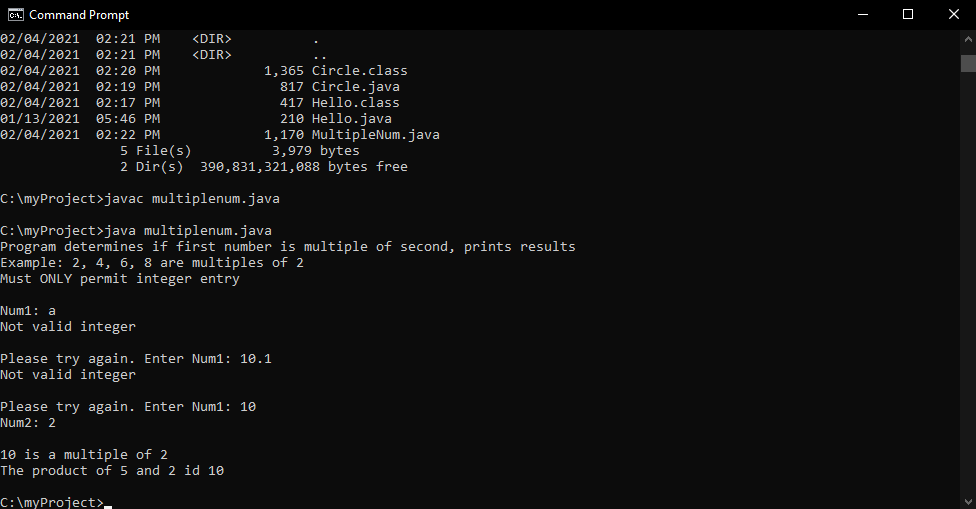 Command Prompt
02/04/2021  02:21 PM    <DIR>          .
02/04/2021  02:21 PM    <DIR>          ..
02/04/2021  02:20 PM             1,365 Circle.class
02/04/2021  02:19 PM               817 Circle.java
02/04/2021  02:17 PM               417 Hello.class
01/13/2021  05:46 PM               210 Hello.java
02/04/2021  02:22 PM             1,170 MultipleNum.java
               5 File(s)          3,979 bytes
               2 Dir(s)  390,831,321,088 bytes free
C:\myProject>javac multiplenum.java
C:\myProject>java multiplenum.java
Program determines if first number is multiple of second, prints results
Example: 2, 4, 6, 8 are multiples of 2
Must ONLY permit integer entry
Num1: a
Not valid integer
Please try again. Enter Num1: 10.1
Not valid integer
Please try again. Enter Num1: 10
Num2: 2
10 is a multiple of 2
The product of 5 and 2 id 10
C:\myProject>